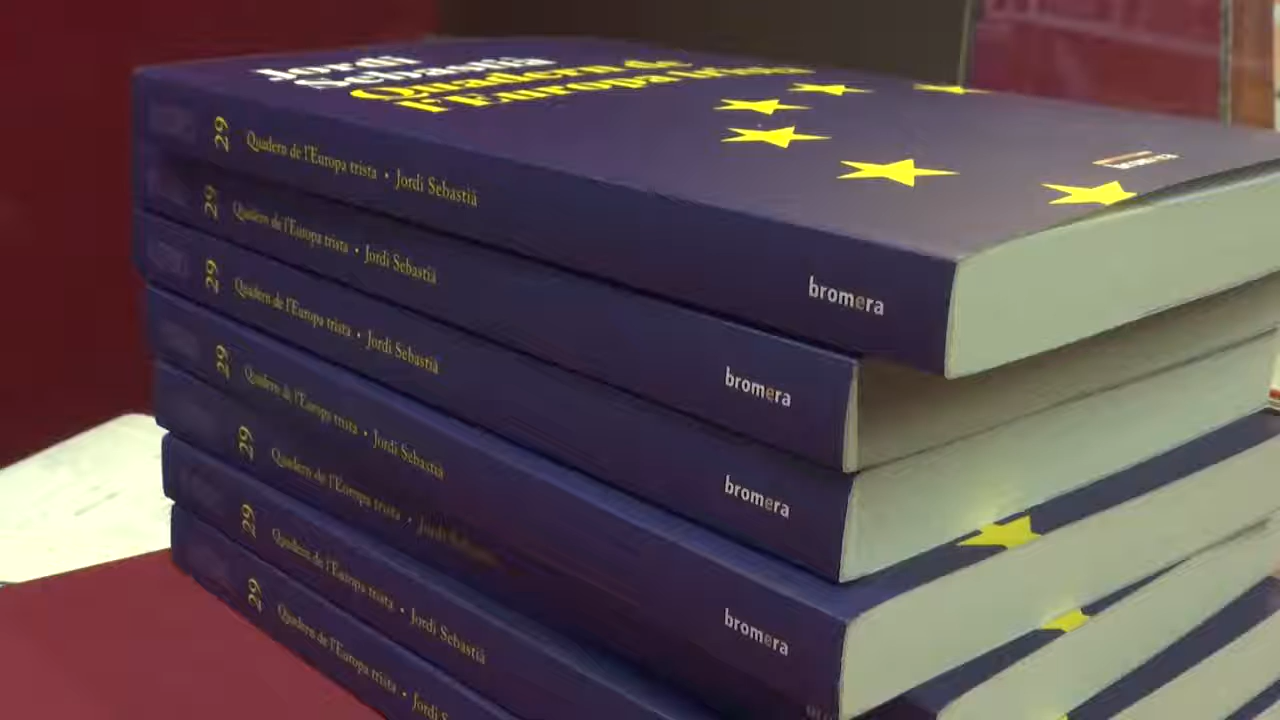 Jordi
Sebastià
Quadern de
l'Europa trista
bromera
29 Quadern de l'Europa trista • Jordi Sebastià bromera
29 Quadern de l'Europa trista • Jordi Sebastià bromera
29 Quadern de l'Europa trista • Jordi Sebastià bromera
29 Quadern de l'Europa trista • Jordi Sebastià bromera
29 Quadern de l'Europa trista • Jordi
29 Quadern de l'Europa trista • Jordi Sebastià
29 Quadern de l'Europa trista • Jordi S